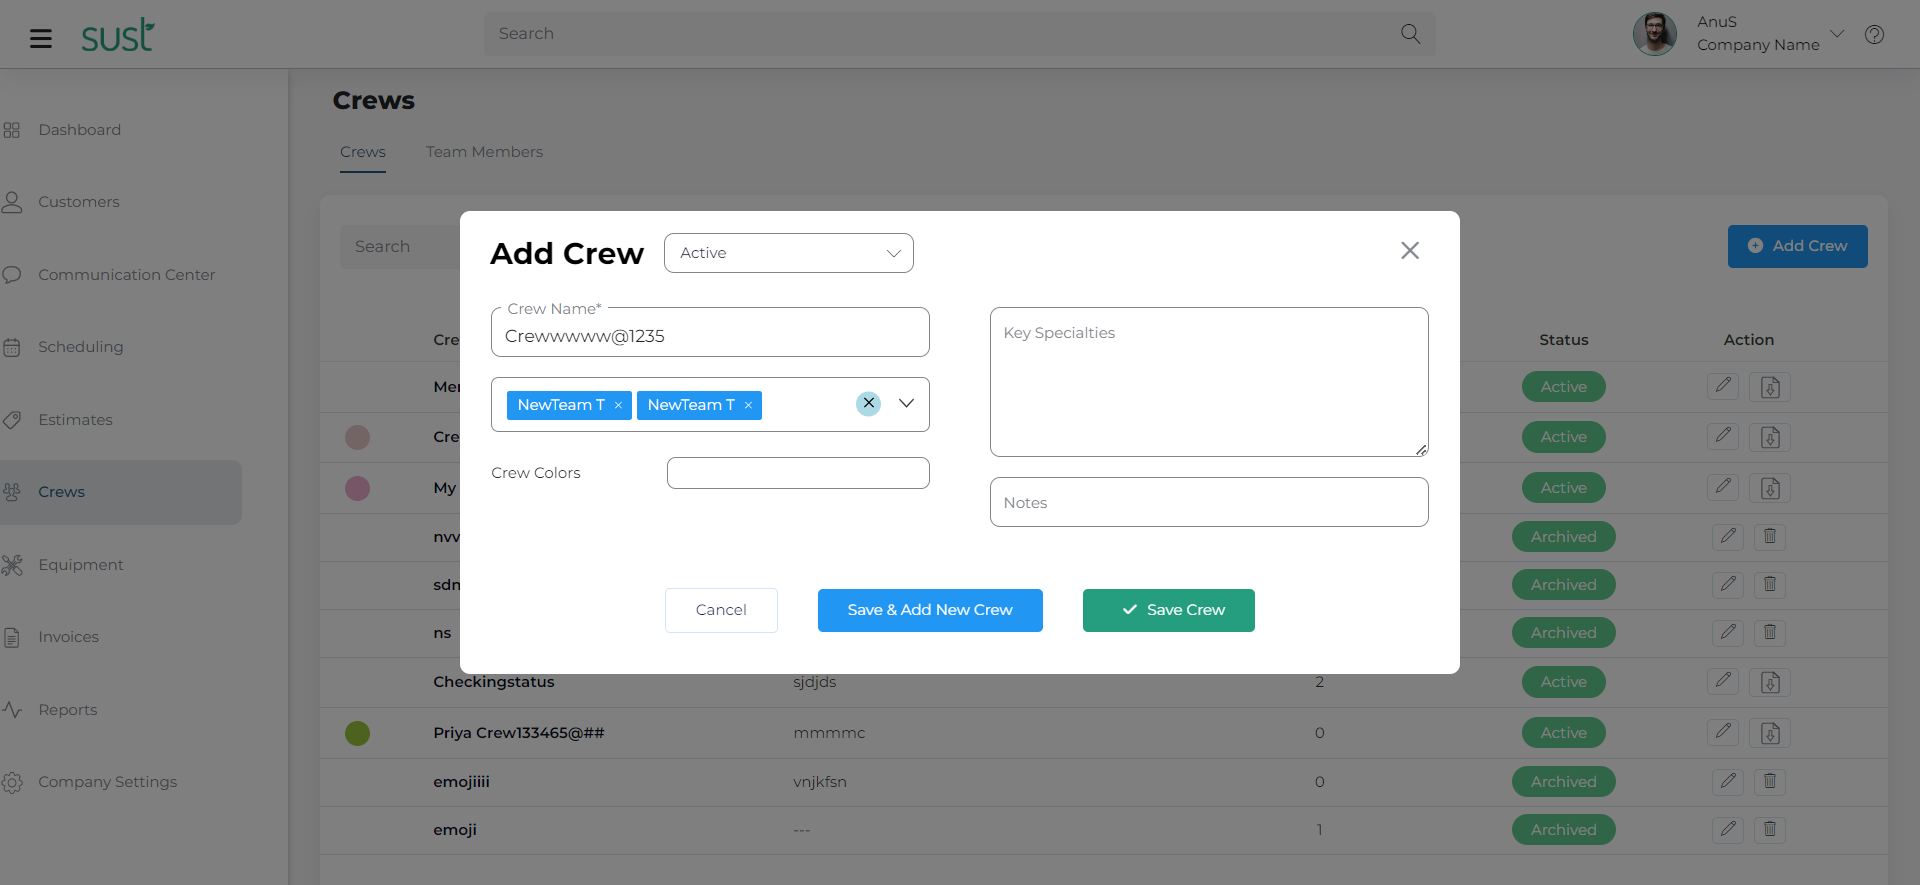 sust
Search
AnuS
Company Name
Dashboard
Customers
Communication Center
Scheduling
Estimates
Crews
Equipment
Invoices
Reports
Company Settings
Crews
Crews Team Members
Search
Add Crew
Add Crew
Active
Crew Name*
Crewwwww@1235
NewTeam T × NewTeam T ×
Crew Colors
Key Specialties
Notes
Cancel
Save & Add New Crew
Save Crew
Cre Status Action
Mer Active
Cre Active
My Active
nvv Archived
sdn Archived
ns Archived
Checkingstatus sjdjds 2 Active
Priya Crew133465@## mmmmc 0 Active
emojiiii vnjkfsn 0 Archived
emoji --- 1 Archived